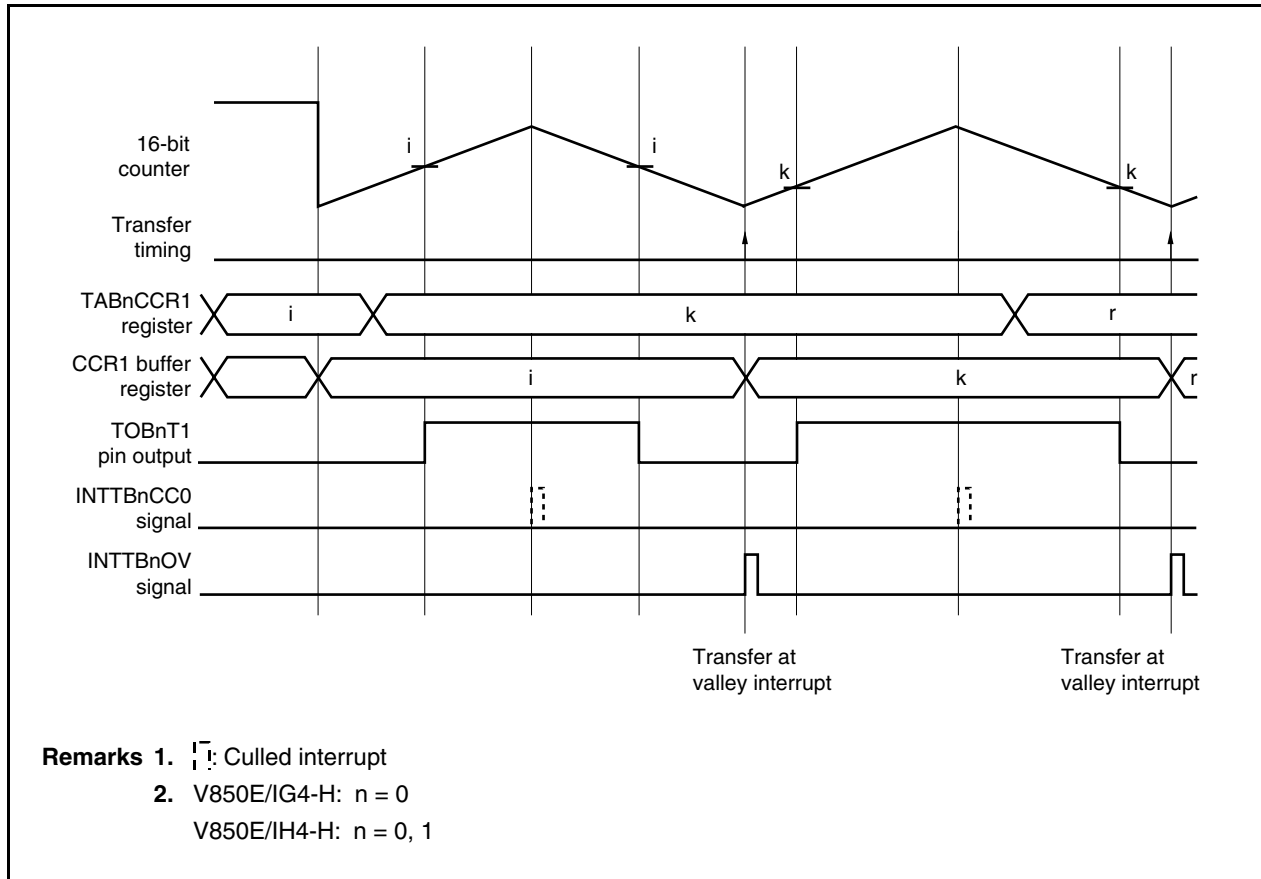 16-bit
counter
i
i
k
k
Transfer
timing
TABnCCR1
register
i
k
r
CCR1 buffer
register
i
k
r
TOBnT1
pin output
INTTBnCC0
signal
INTTBnOV
signal
Transfer at
valley interrupt
Transfer at
valley interrupt
Remarks 1. : Culled interrupt
2. V850E/IG4-H: n = 0
V850E/IH4-H: n = 0, 1